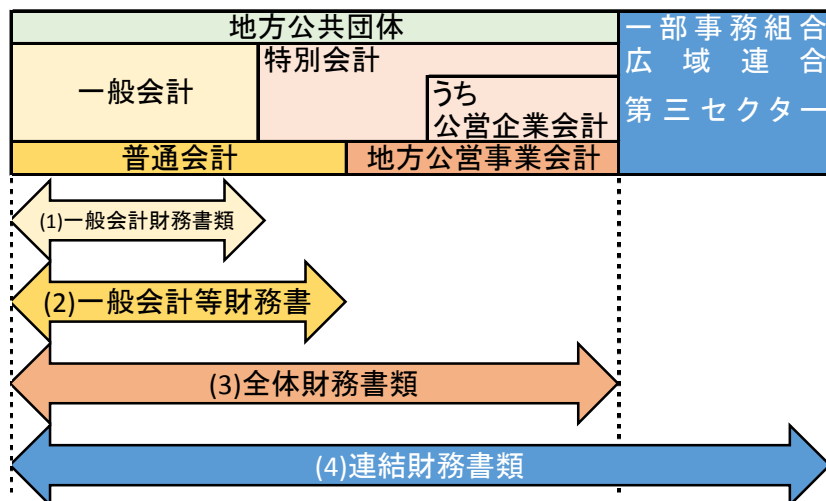 地方公共団体
一部事務組合
広域連合
第三セクター
一般会計
特別会計
うち
公営企業会計
普通会計
地方公営事業会計
(1)一般会計財務書類
(2)一般会計等財務書
(3)全体財務書類
(4)連結財務書類